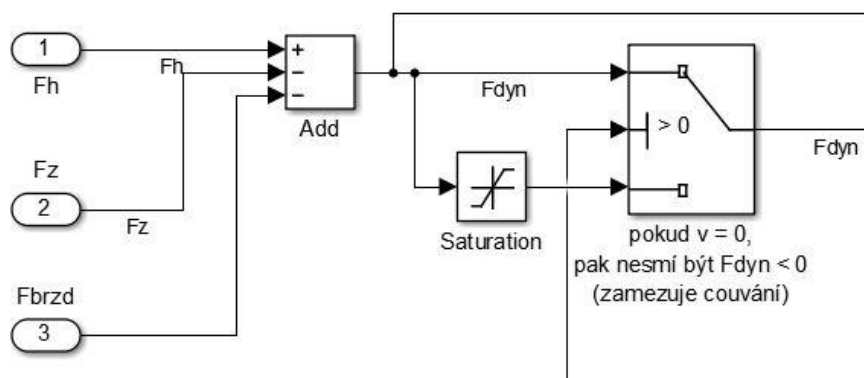 1
Fh
Fh
+
−
−
Add
Fz
2
Fz
Fbrzd
3
Fdyn
Saturation
> 0
Fdyn
pokud v = 0,
pak nesmí být Fdyn < 0
(zamezuje couvání)